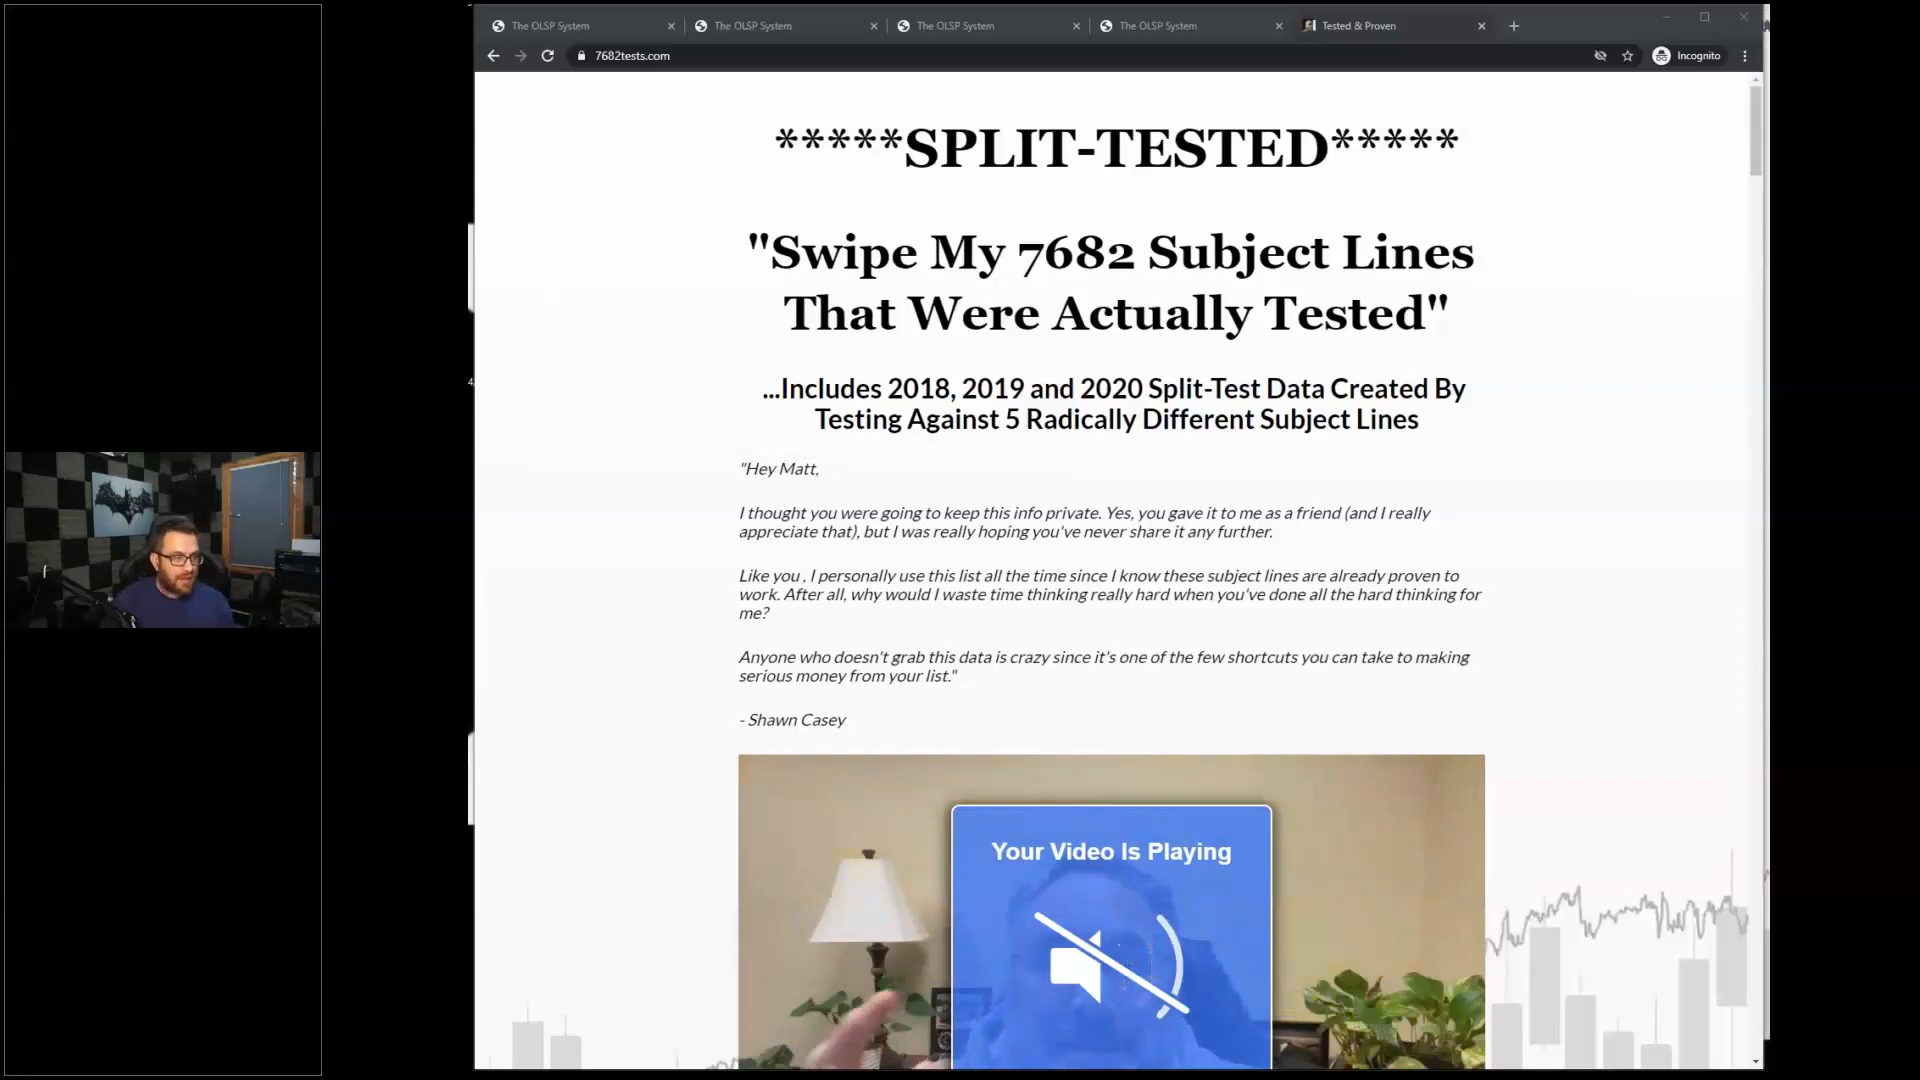 The OLSP System
The OLSP System
The OLSP System
The OLSP System
Tested & Proven
7682tests.com
Incognito
*****SPLIT-TESTED*****
"Swipe My 7682 Subject Lines
That Were Actually Tested"
...Includes 2018, 2019 and 2020 Split-Test Data Created By
Testing Against 5 Radically Different Subject Lines
"Hey Matt,
I thought you were going to keep this info private. Yes, you gave it to me as a friend (and I really
appreciate that), but I was really hoping you've never share it any further.
Like you , I personally use this list all the time since I know these subject lines are already proven to
work. After all, why would I waste time thinking really hard when you've done all the hard thinking for
me?
Anyone who doesn't grab this data is crazy since it's one of the few shortcuts you can take to making
serious money from your list."
- Shawn Casey
Your Video Is Playing